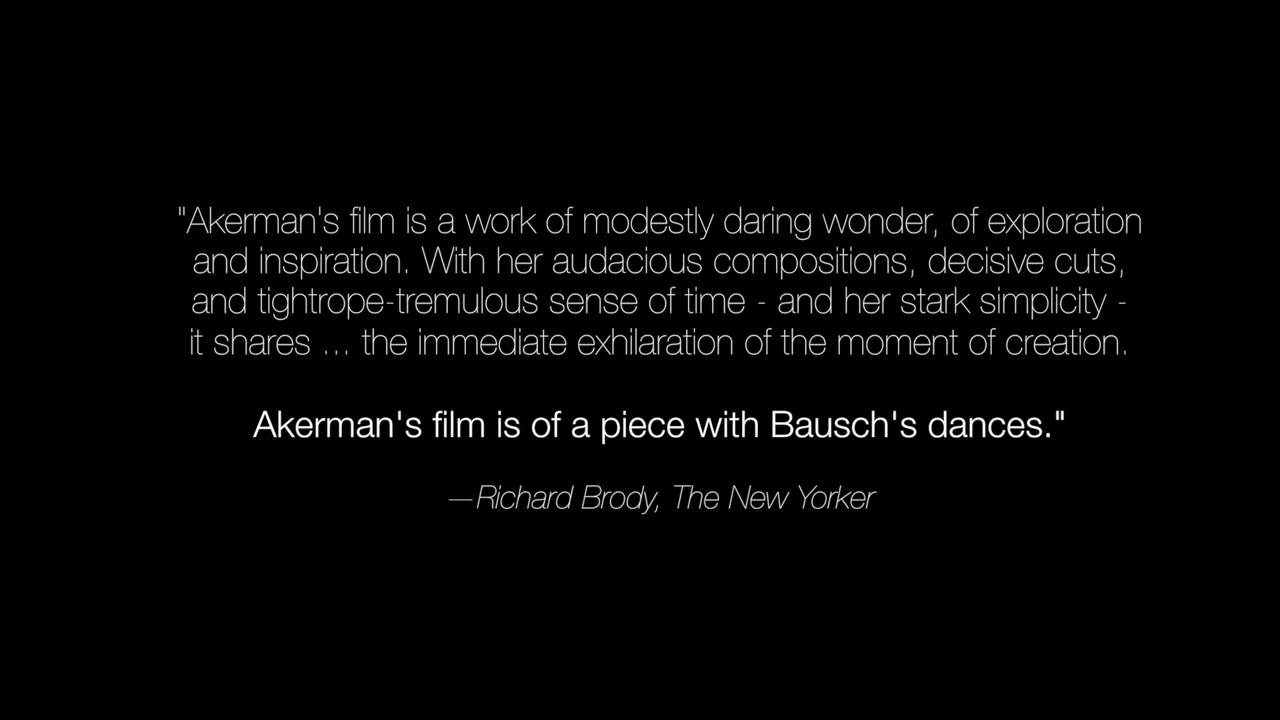 "Akerman's film is a work of modestly daring wonder, of exploration
and inspiration. With her audacious compositions, decisive cuts,
and tightrope-tremulous sense of time - and her stark simplicity -
it shares ... the immediate exhilaration of the moment of creation.
Akerman's film is of a piece with Bausch's dances."
—Richard Brody, The New Yorker